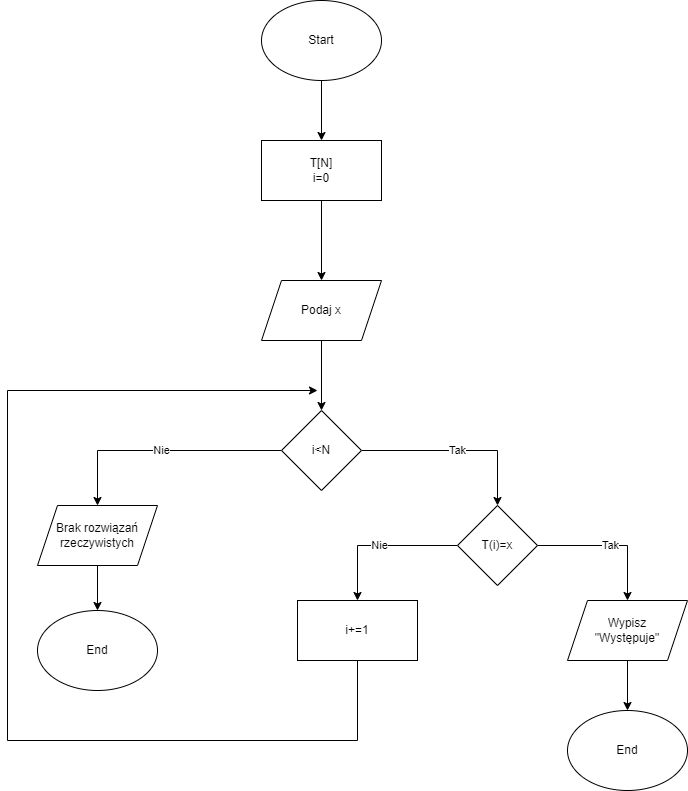 Start
T[N]
i=0
Podaj x
i<N
Nie
Tak
Brak rozwiązań
rzeczywistych
T(i)=x
Nie
Tak
End
i+=1
Wypisz
"Występuje"
End